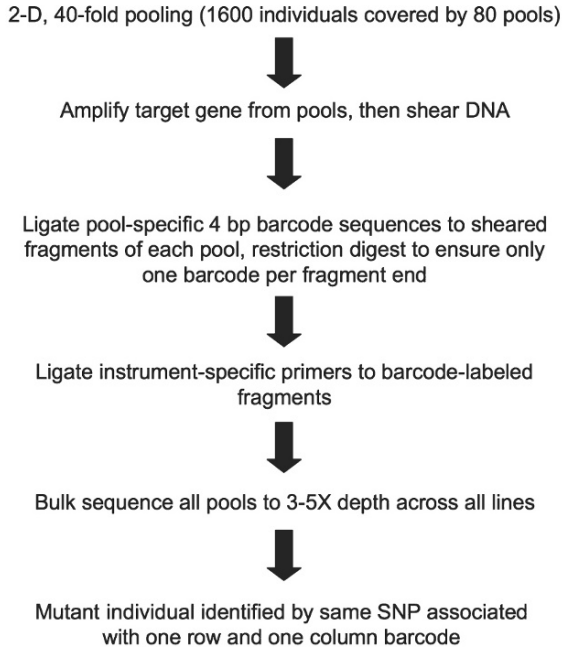 2-D, 40-fold pooling (1600 individuals covered by 80 pools)
Amplify target gene from pools, then shear DNA
Ligate pool-specific 4 bp barcode sequences to sheared
fragments of each pool, restriction digest to ensure only
one barcode per fragment end
Ligate instrument-specific primers to barcode-labeled
fragments
Bulk sequence all pools to 3-5X depth across all lines
Mutant individual identified by same SNP associated
with one row and one column barcode